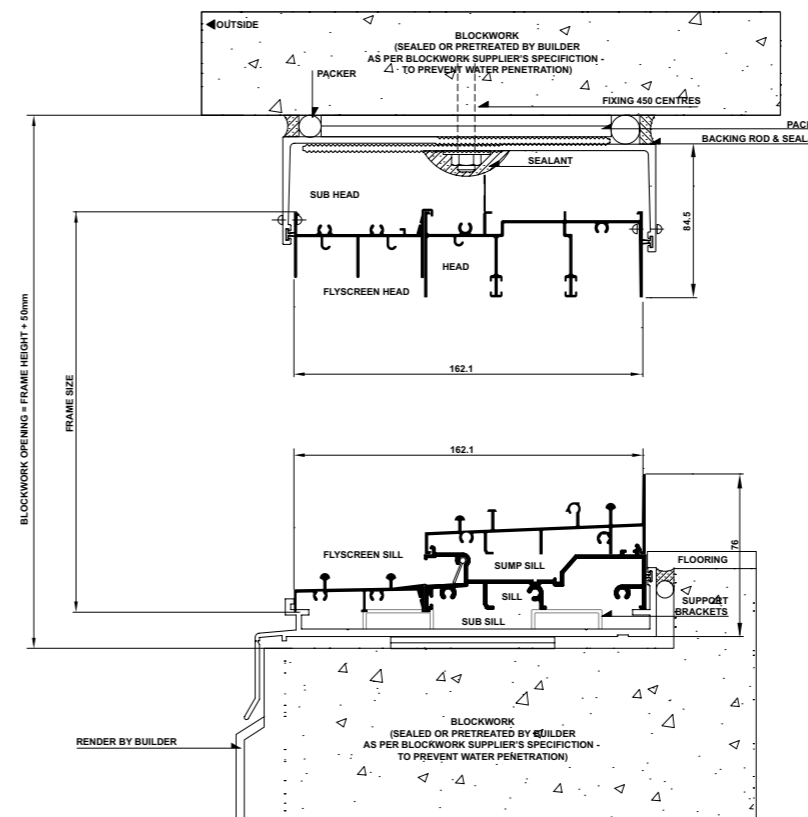 OUTSIDE
BLOCKWORK
(SEALED OR PRETREATED BY BUILDER
AS PER BLOCKWORK SUPPLIER'S SPECIFICTION -
TO PREVENT WATER PENETRATION)
PACKER
FIXING 450 CENTRES
PAC
BACKING ROD & SEAL
SEALANT
SUB HEAD
84.5
HEAD
FLYSCREEN HEAD
162.1
BLOCKWORK OPENING = FRAME HEIGHT + 50mm
FRAME SIZE
162.1
FLYSCREEN SILL
SUMP SILL
76
FLOORING
SILL
SUPPORT
BRACKETS
SUB SILL
BLOCKWORK
(SEALED OR PRETREATED BY BUILDER
AS PER BLOCKWORK SUPPLIER'S SPECIFICTION -
TO PREVENT WATER PENETRATION)
RENDER BY BUILDER